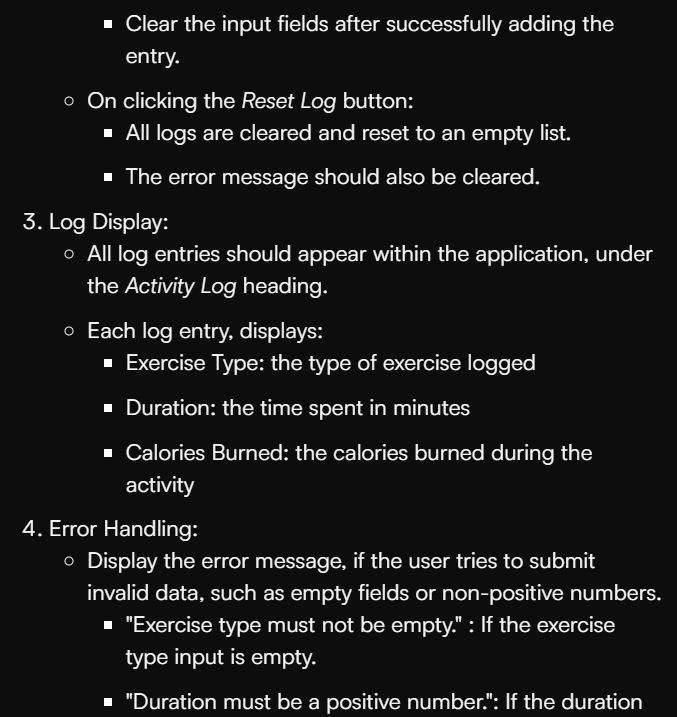 ▪ Clear the input fields after successfully adding the
entry.
○ On clicking the Reset Log button:
▪ All logs are cleared and reset to an empty list.
▪ The error message should also be cleared.
3. Log Display:
○ All log entries should appear within the application, under
the Activity Log heading.
○ Each log entry, displays:
▪ Exercise Type: the type of exercise logged
▪ Duration: the time spent in minutes
▪ Calories Burned: the calories burned during the
activity
4. Error Handling:
○ Display the error message, if the user tries to submit
invalid data, such as empty fields or non-positive numbers.
▪ "Exercise type must not be empty." : If the exercise
type input is empty.
▪ "Duration must be a positive number.": If the duration